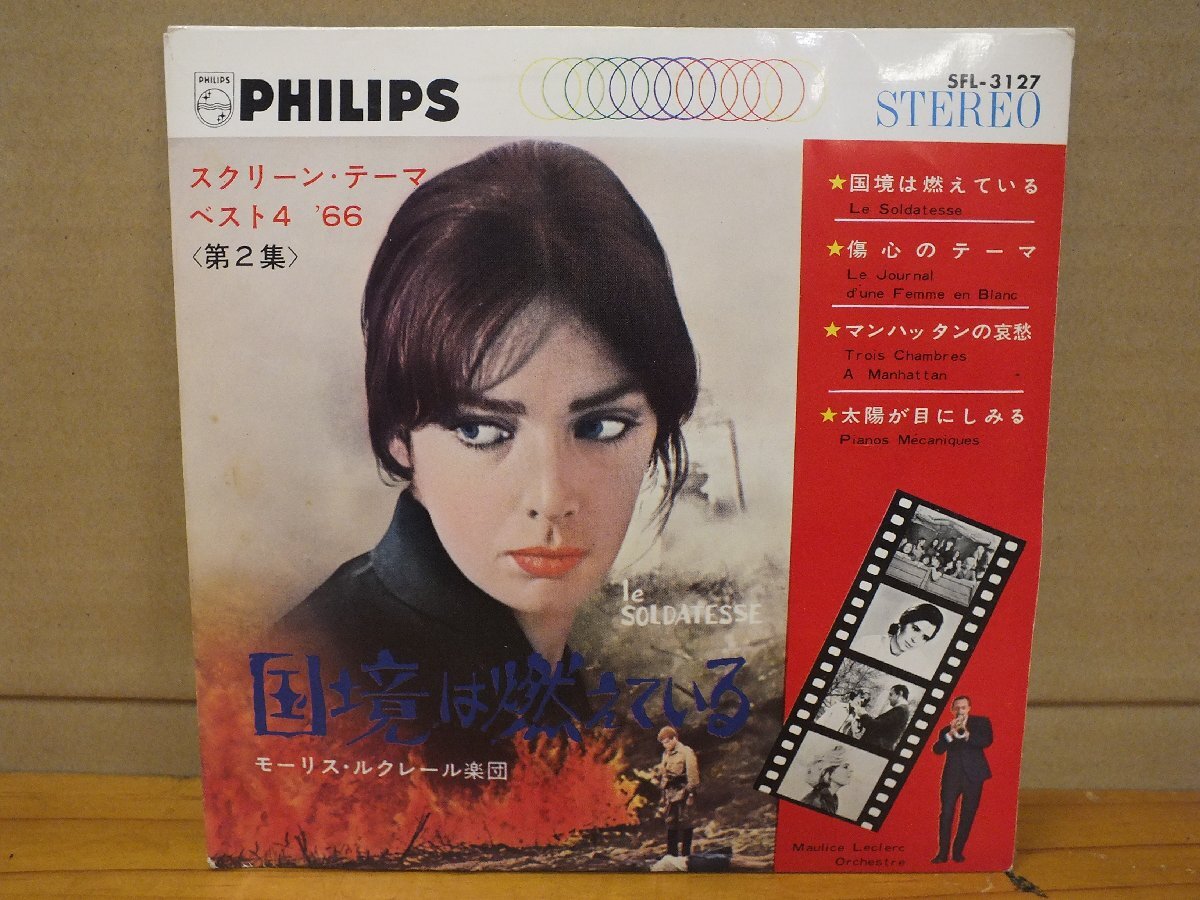 PHILIPS
PHILIPS
SFL-3127
STEREO
スクリーン・テーマ
ベスト4 '66
〈第2集〉
★国境は燃えている
Le Soldatesse
★傷心のテーマ
Le Journal
d'une Femme en Blanc
★マンハッタンの哀愁
Trois Chambres
A Manhattan
★太陽が目にしみる
Pianos Mecaniques
le
SOLDATESSE
国境は燃えている
モーリス・ルクレール楽団
Maulice Leclerc
Orchestre